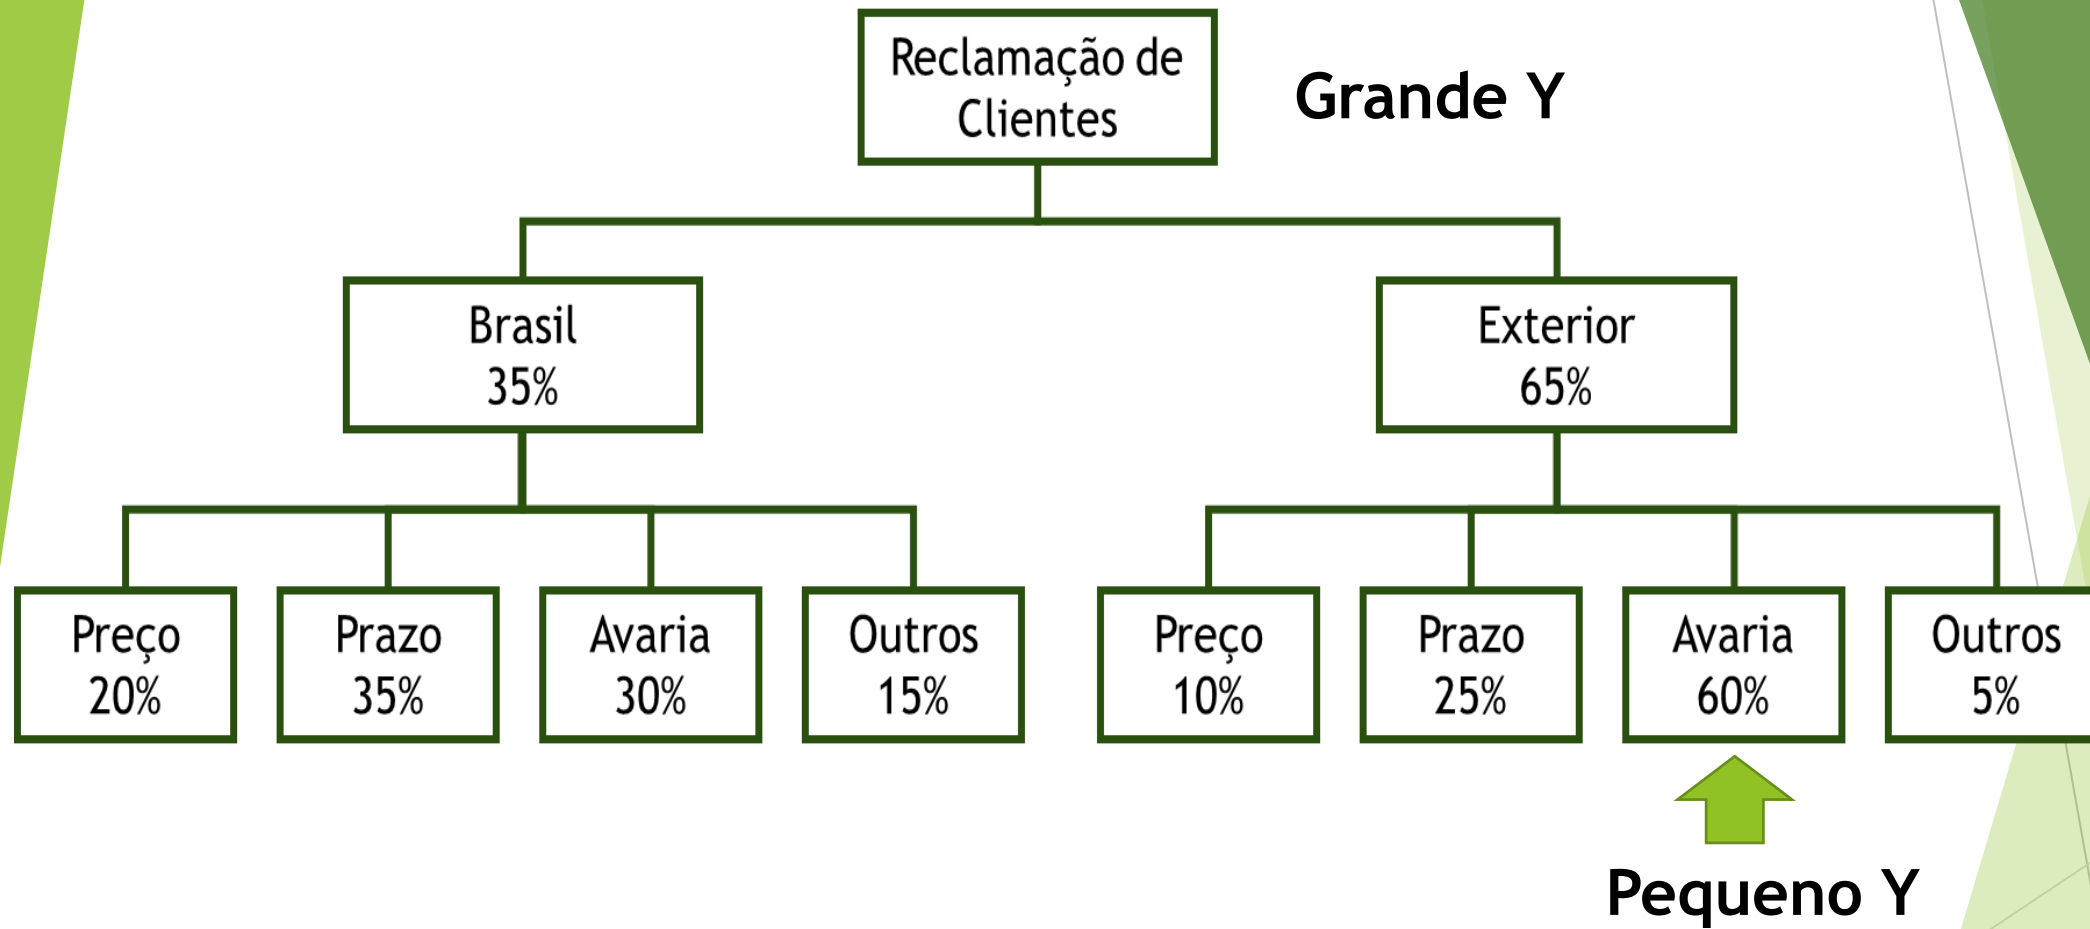 Reclamação de
Clientes
Grande Y
Brasil
35%
Exterior
65%
Preço
20%
Prazo
35%
Avaria
30%
Outros
15%
Preço
10%
Prazo
25%
Avaria
60%
Outros
5%
Pequeno Y